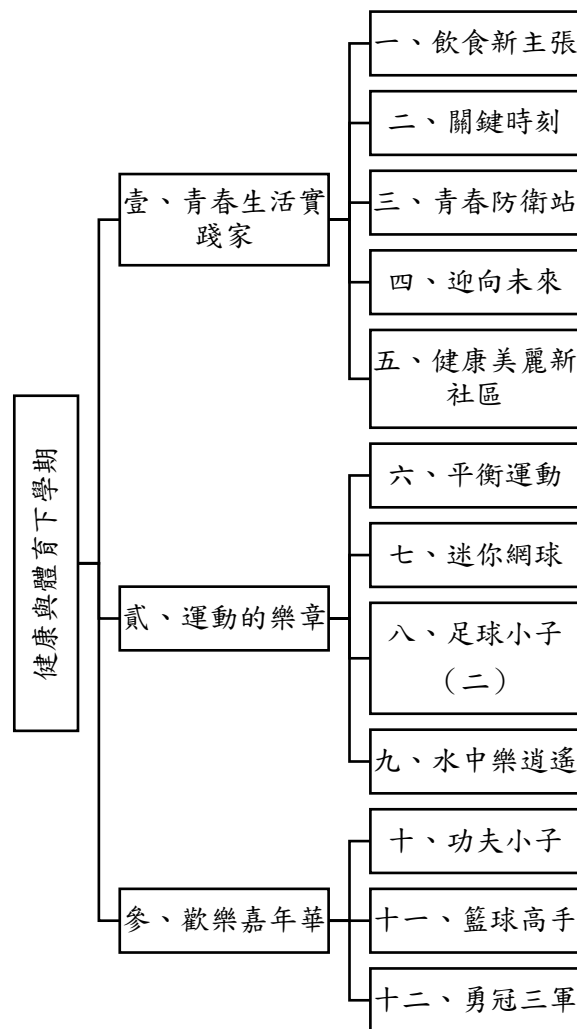 健康與體育下學期
壹、青春生活實
踐家
一、飲食新主張
二、關鍵時刻
三、青春防衛站
四、迎向未來
五、健康美麗新
社區
貳、運動的樂章
六、平衡運動
七、迷你網球
八、足球小子
（二）
九、水中樂逍遙
參、歡樂嘉年華
十、功夫小子
十一、籃球高手
十二、勇冠三軍